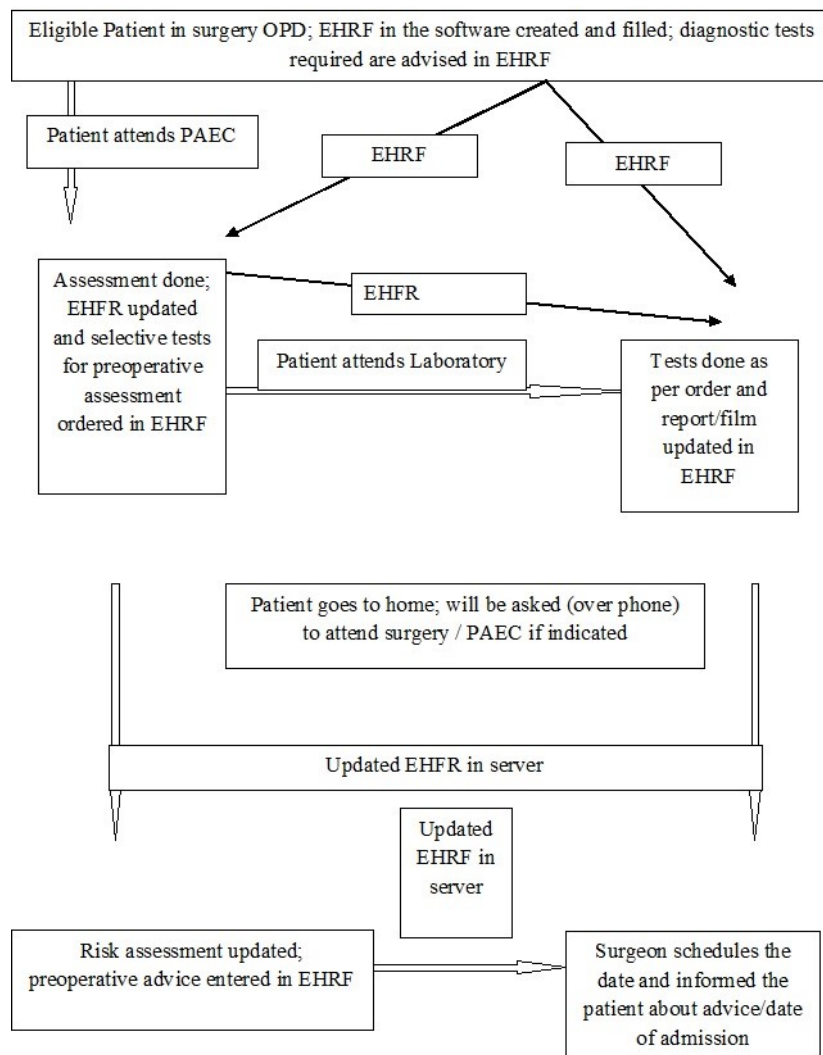 Eligible Patient in surgery OPD; EHRF in the software created and filled; diagnostic tests
required are advised in EHRF
Patient attends PAEC
EHRF
EHRF
Assessment done;
EHFR updated
and selective tests
for preoperative
assessment
ordered in EHRF
EHFR
Patient attends Laboratory
Tests done as
per order and
report/film
updated in
EHRF
Patient goes to home; will be asked (over phone)
to attend surgery / PAEC if indicated
Updated EHFR in server
Updated
EHRF in
server
Risk assessment updated;
preoperative advice entered in EHRF
Surgeon schedules the
date and informed the
patient about advice/date
of admission